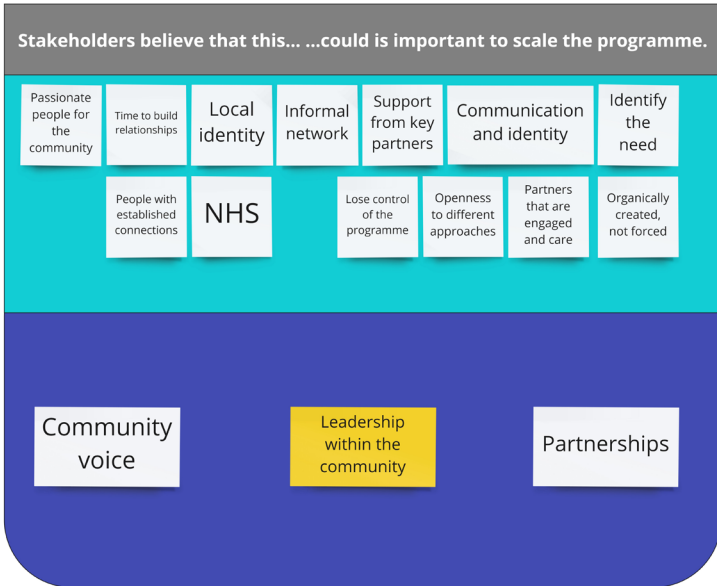 Stakeholders believe that this... ...could is important to scale the programme.
Passionate
people for
the
community
Time to build
relationships
Local
identity
Informal
network
Support
from key
partners
Communication
and identity
Identify
the
need
People with
established
connections
NHS
Lose control
of the
programme
Openness
to different
approaches
Partners
that are
engaged
and care
Organically
created,
not forced
Community
voice
Leadership
within the
community
Partnerships